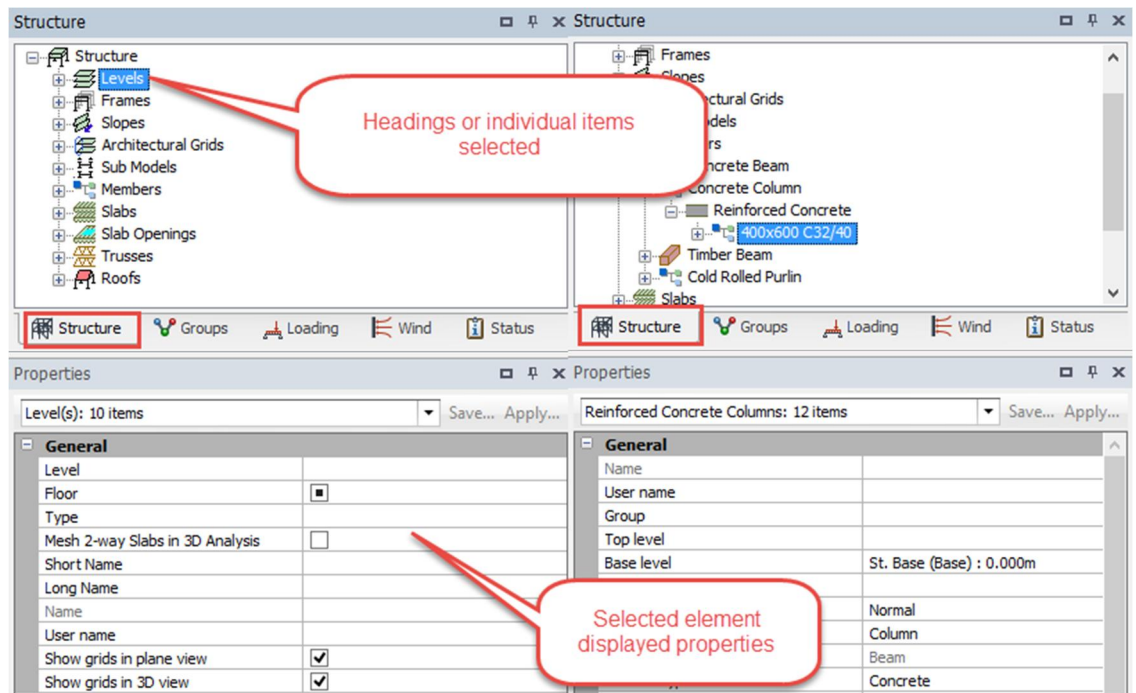 Structure
Structure
Levels
Frames
Slopes
Architectural Grids
Sub Models
Members
Slabs
Slab Openings
Trusses
Roofs
Structure Groups Loading Wind Status
Properties
Level(s): 10 items Save... Apply...
General
Level
Floor
Type
Mesh 2-way Slabs in 3D Analysis
Short Name
Long Name
Name
User name
Show grids in plane view
Show grids in 3D view
Headings or individual items
selected
Structure
Frames
Slopes
ctural Grids
dels
rs
ncrete Beam
Concrete Column
Reinforced Concrete
400x600 C32/40
Timber Beam
Cold Rolled Purlin
Slabs
Structure Groups Loading Wind Status
Properties
Reinforced Concrete Columns: 12 items Save... Apply...
General
Name
User name
Group
Top level
Base level St. Base (Base) : 0.000m
Normal
Column
Beam
Concrete
Selected element
displayed properties